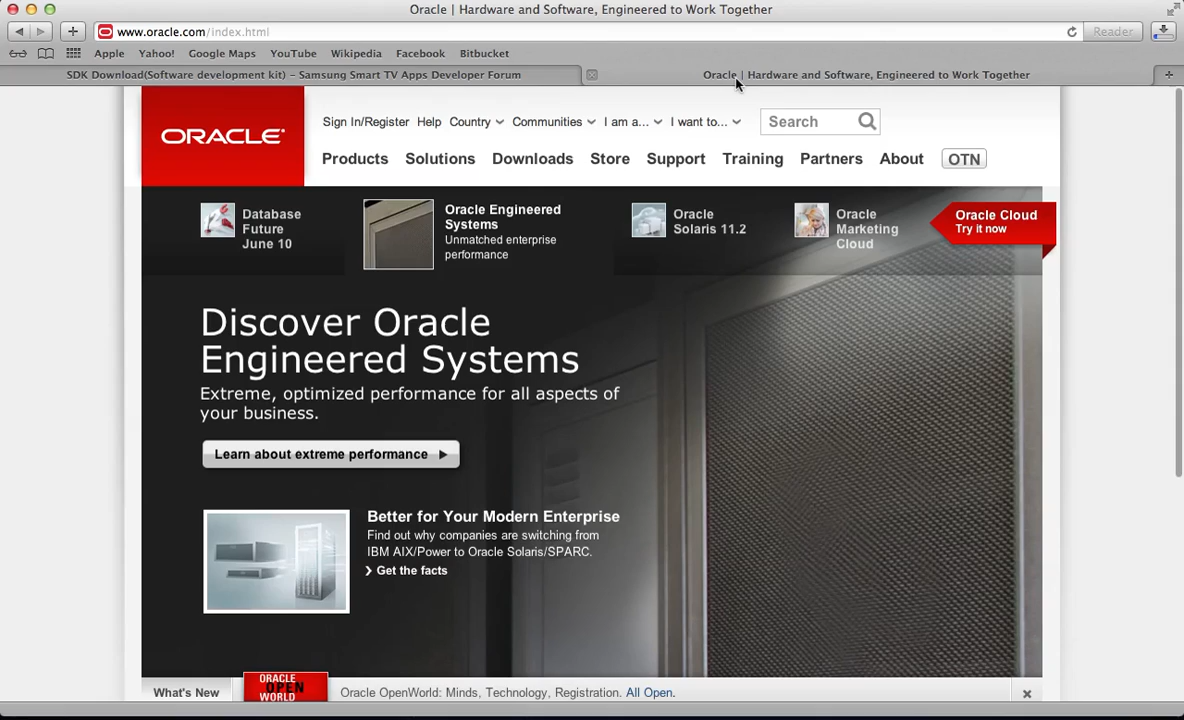 Oracle | Hardware and Software, Engineered to Work Together
www.oracle.com/index.html
Reader
Apple Yahoo! Google Maps YouTube Wikipedia Facebook Bitbucket
SDK Download(Software development kit) – Samsung Smart TV Apps Developer Forum
Oracle | Hardware and Software, Engineered to Work Together
ORACLE®
Sign In/Register Help Country Communities I am a... I want to... Search
Products Solutions Downloads Store Support Training Partners About OTN
Database
Future
June 10
Oracle Engineered
Systems
Unmatched enterprise
performance
Oracle
Solaris 11.2
Oracle
Marketing
Cloud
Oracle Cloud
Try it now
Discover Oracle
Engineered Systems
Extreme, optimized performance for all aspects of
your business.
Learn about extreme performance
Better for Your Modern Enterprise
Find out why companies are switching from
IBM AIX/Power to Oracle Solaris/SPARC.
Get the facts
What's New
ORACLE
OPEN
WORLD
Oracle OpenWorld: Minds, Technology, Registration. All Open.